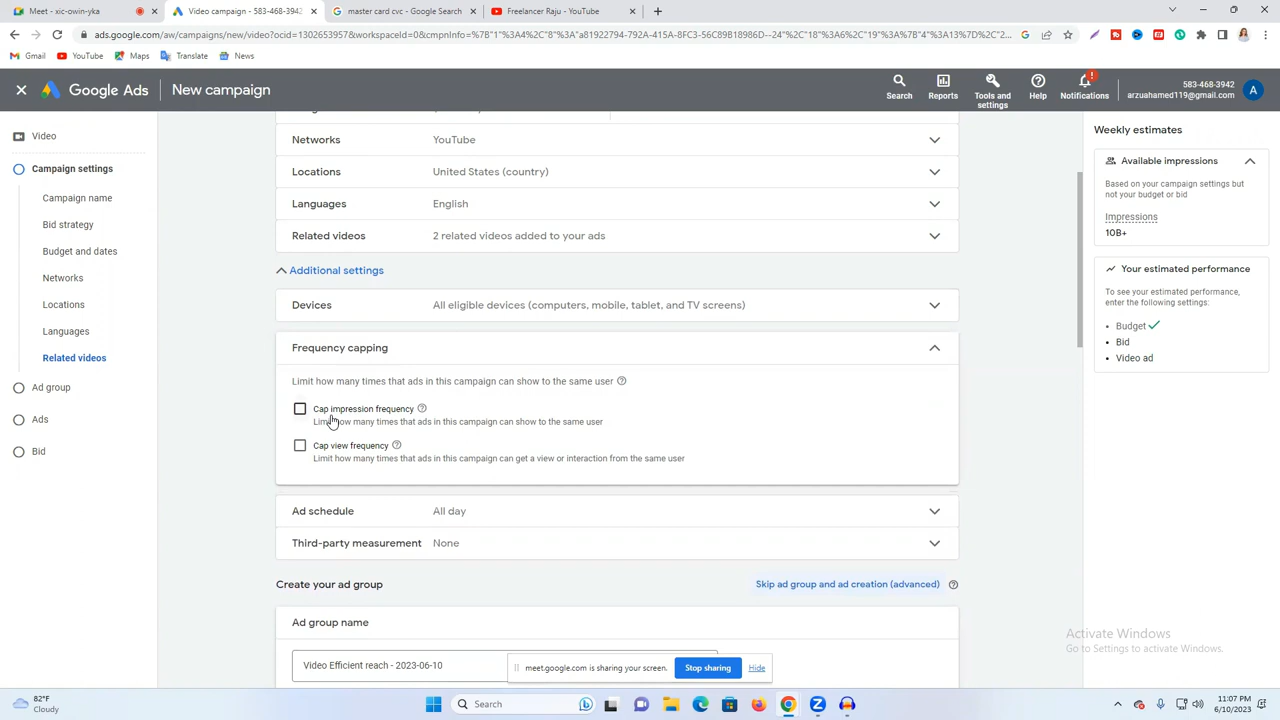 Meet - xic-owin-yka
Video campaign - 583-468-3942
master card cvc - Google Search
Freelancer Raju - YouTube
ads.google.com/aw/campaigns/new/video?ocid=1302653957&workspaceId=0&cmpnInfo=%7B"1%3A4%2C"8%3A"a81922794-792A-415A-8FC3-56C89B18986D--24"%2C"18"%3A6%2C"19"%3A%7B"4"%3A13%7D%2C"2...
Gmail
YouTube
Maps
Translate
News
Google Ads
New campaign
Search
Reports
Tools and settings
Help
Notifications
583-468-3942
arzuahamed119@gmail.com
A
Video
Campaign settings
Campaign name
Bid strategy
Budget and dates
Networks
Locations
Languages
Related videos
Ad group
Ads
Bid
Networks YouTube
Locations United States (country)
Languages English
Related videos 2 related videos added to your ads
Additional settings
Devices All eligible devices (computers, mobile, tablet, and TV screens)
Frequency capping
Limit how many times that ads in this campaign can show to the same user
Cap impression frequency
Limit how many times that ads in this campaign can show to the same user
Cap view frequency
Limit how many times that ads in this campaign can get a view or interaction from the same user
Ad schedule All day
Third-party measurement None
Create your ad group
Skip ad group and ad creation (advanced)
Ad group name
Video Efficient reach - 2023-06-10
meet.google.com is sharing your screen.
Stop sharing
Hide
Weekly estimates
Available impressions
Based on your campaign settings but
not your budget or bid
Impressions
10B+
Your estimated performance
To see your estimated performance,
enter the following settings:
• Budget
• Bid
• Video ad
Activate Windows
Go to Settings to activate Windows.
82°F
Cloudy
Search
11:07 PM
6/10/2023